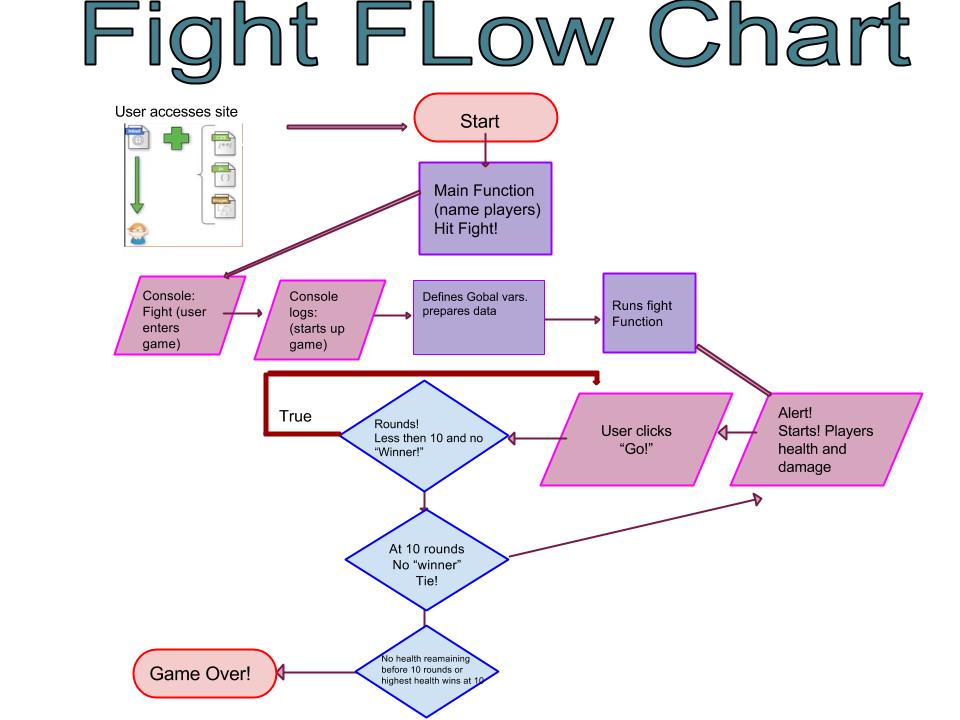 Fight FLow Chart
User accesses site
Start
Main Function
(name players)
Hit Fight!
Console:
Fight (user
enters
game)
Console
logs:
(starts up
game)
Defines Gobal vars.
prepares data
Runs fight
Function
True
Rounds!
Less then 10 and no
“Winner!”
User clicks
“Go!”
Alert!
Starts! Players
health and
damage
At 10 rounds
No “winner”
Tie!
No health reamaining
before 10 rounds or
highest health wins at 10
Game Over!